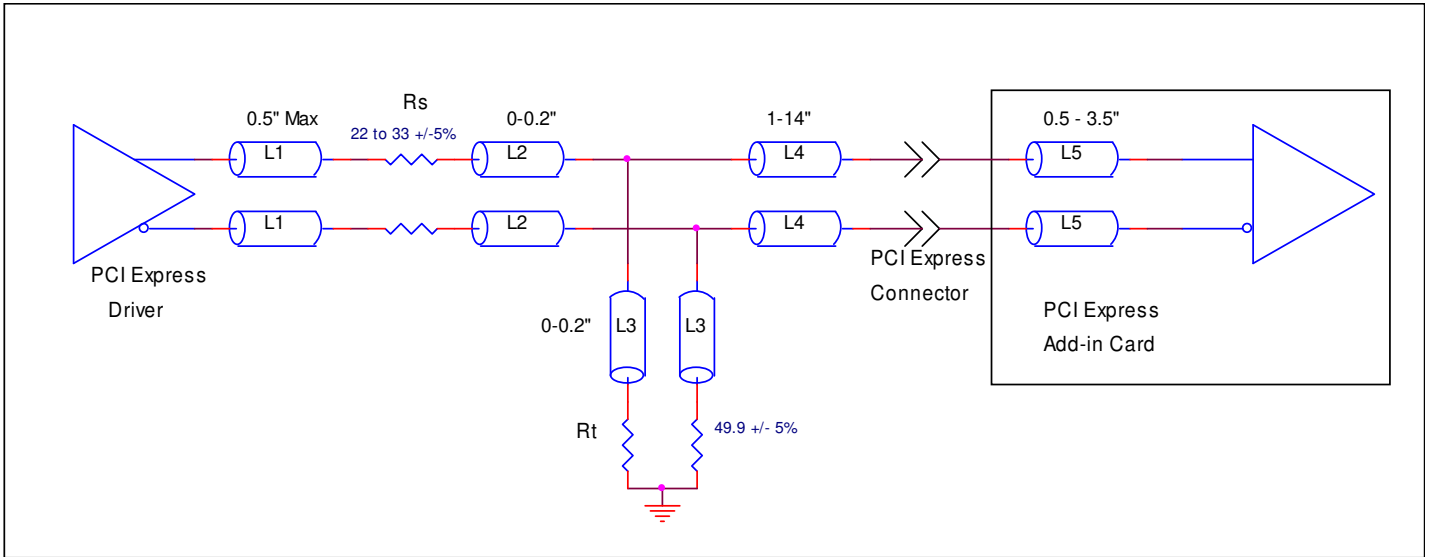 Rs
0.5" Max
22 to 33 +/-5%
0-0.2"
1-14"
0.5 - 3.5"
L1
L2
L4
L5
L1
L2
L4
L5
PCI Express
Driver
PCI Express
Connector
PCI Express
Add-in Card
0-0.2"
L3
L3
Rt
49.9 +/- 5%